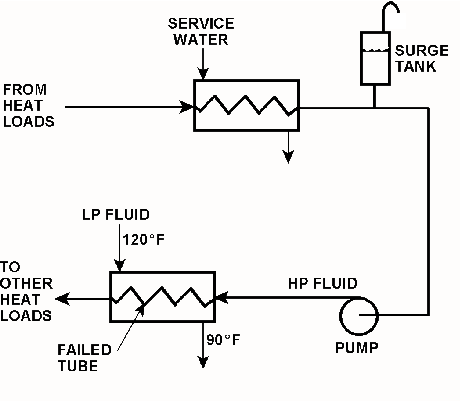 SERVICE
WATER
SURGE
TANK
FROM
HEAT
LOADS
LP FLUID
120°F
TO
OTHER
HEAT
LOADS
HP FLUID
90°F
PUMP
FAILED
TUBE